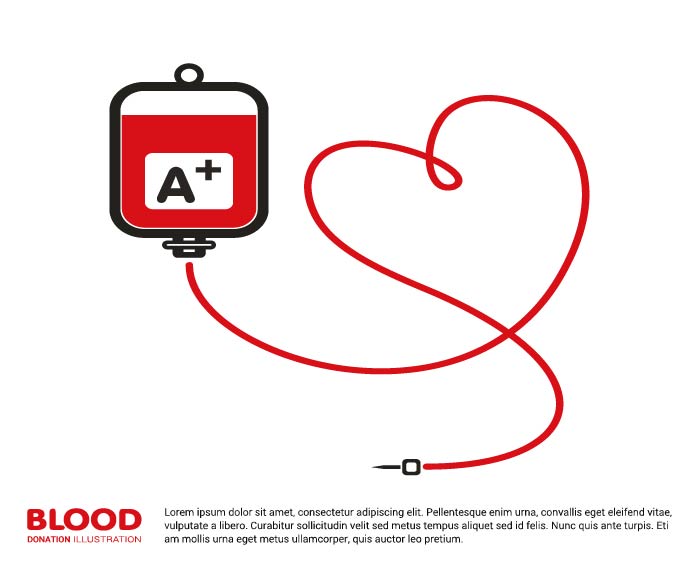 A+
BLOOD
DONATION ILLUSTRATION
Lorem ipsum dolor sit amet, consectetur adipiscing elit. Pellentesque enim urna, convallis eget eleifend vitae,
vulputate a libero. Curabitur sollicitudin velit sed metus tempus aliquet sed id felis. Nunc quis ante turpis. Eti
am mollis urna eget metus ullamcorper, quis auctor leo pretium.